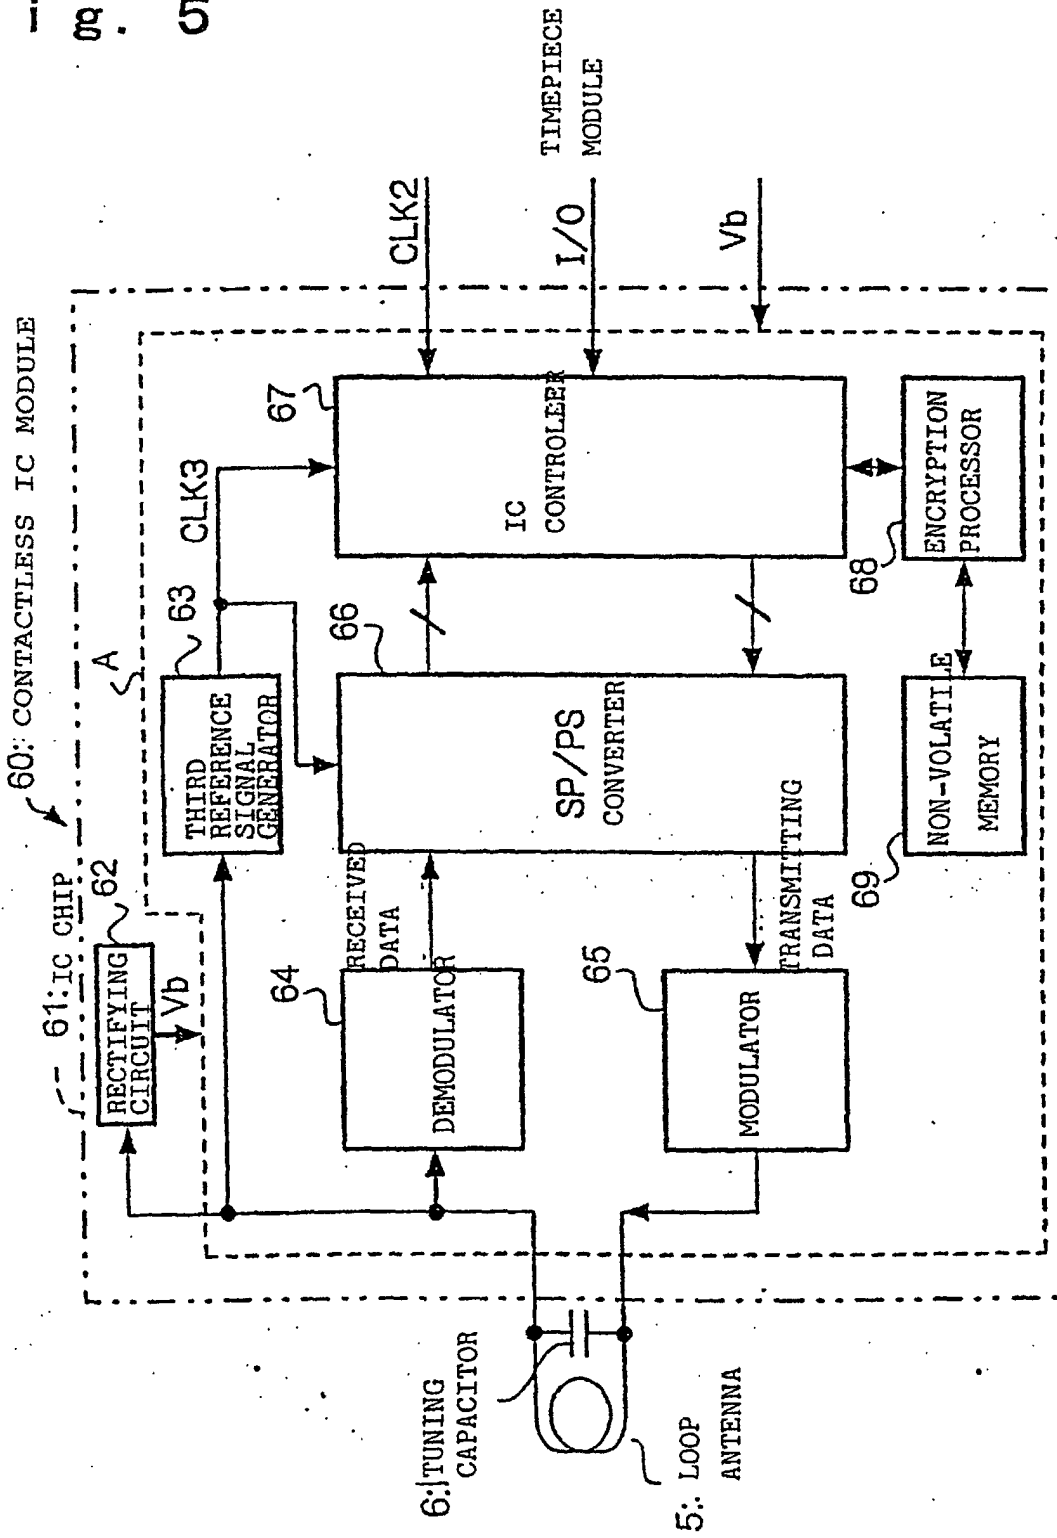 Fig. 5
60: CONTACTLESS IC MODULE
61: IC CHIP
62
RECTIFYING
CIRCUIT
Vb
A
63
THIRD
REFERENCE
SIGNAL
GENERATOR
CLK3
67
CLK2
TIMEPIECE
MODULE
I/O
Vb
64
DEMODULATOR
RECEIVED
DATA
66
SP/PS
CONVERTER
IC
CONTROLEER
65
MODULATOR
TRANSMITTING
DATA
68
ENCRYPTION
PROCESSOR
69
NON-VOLATILE
MEMORY
6: TUNING
CAPACITOR
5: LOOP
ANTENNA